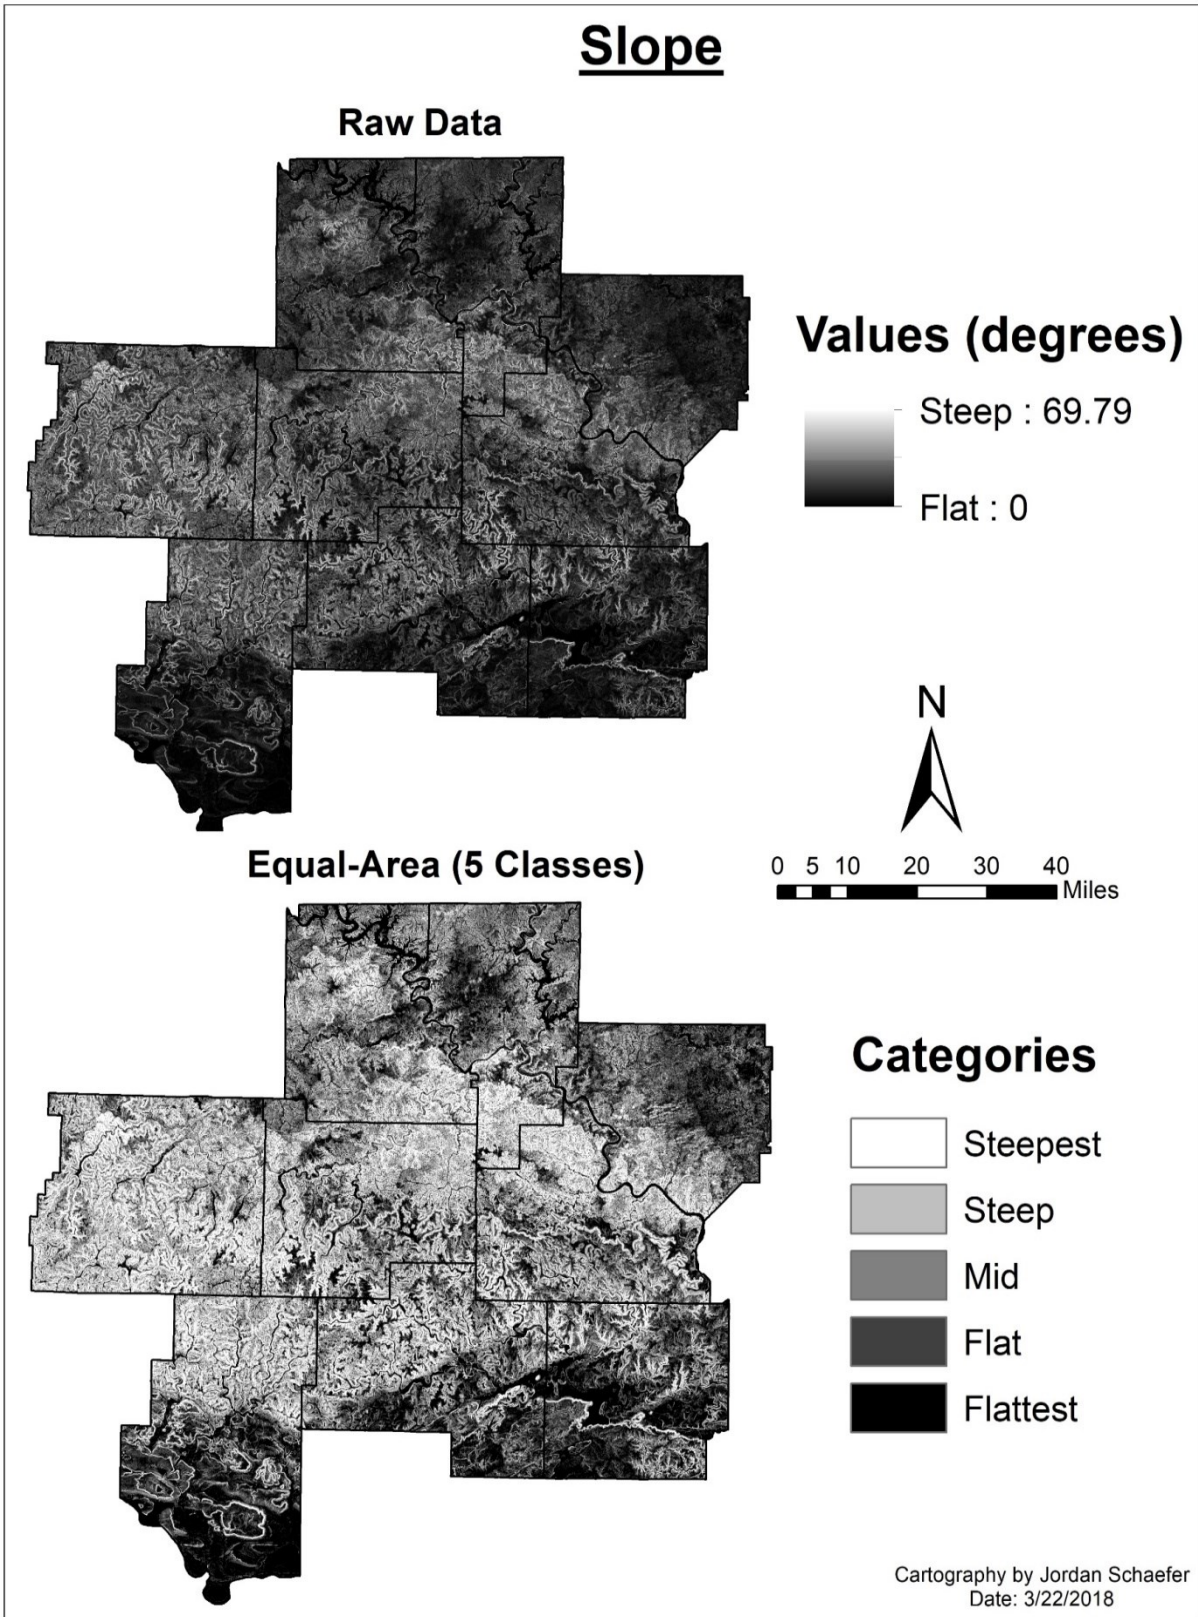 Slope
Raw Data
Values (degrees)
Steep : 69.79
Flat : 0
N
Equal-Area (5 Classes)
0 5 10 20 30 40
Miles
Categories
Steepest
Steep
Mid
Flat
Flattest
Cartography by Jordan Schaefer
Date: 3/22/2018